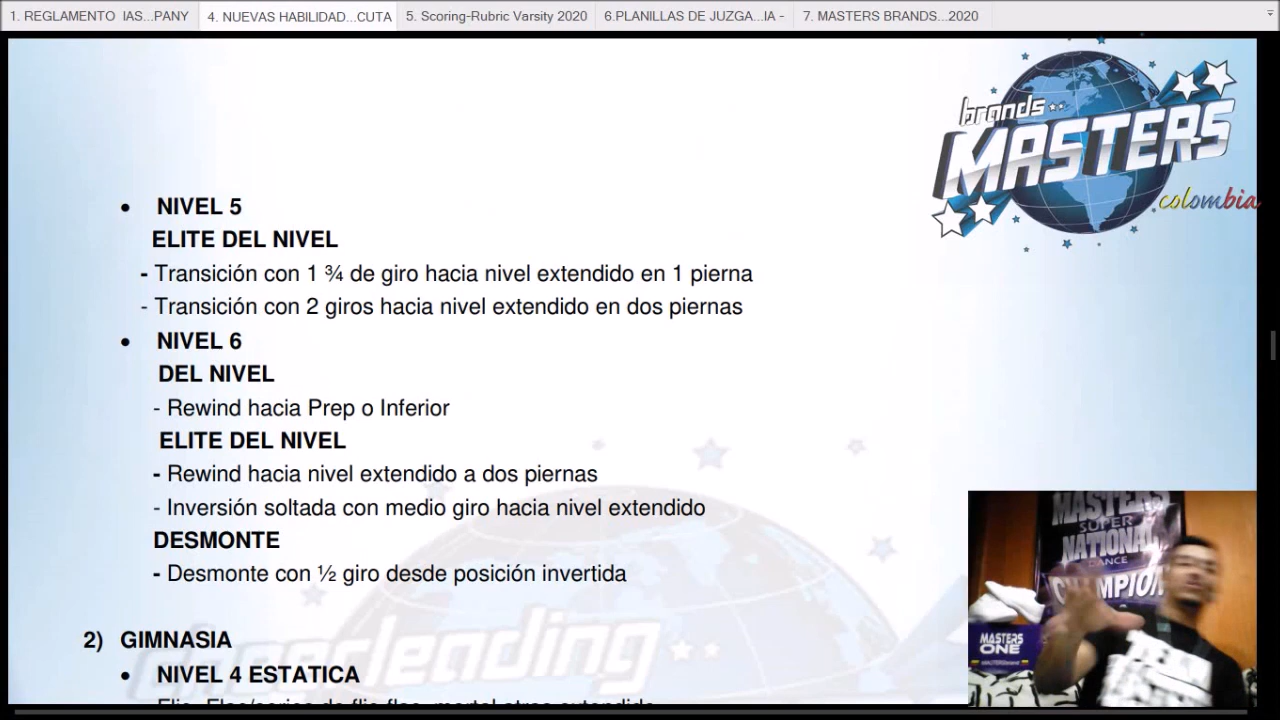 1. REGLAMENTO IAS...PANY
4. NUEVAS HABILIDAD...CUTA
5. Scoring-Rubric Varsity 2020
6.PLANILLAS DE JUZGA...IA -
7. MASTERS BRANDS...2020
brands
MASTERS
colombia
• NIVEL 5
ELITE DEL NIVEL
- Transición con 1 ¾ de giro hacia nivel extendido en 1 pierna
- Transición con 2 giros hacia nivel extendido en dos piernas
• NIVEL 6
DEL NIVEL
- Rewind hacia Prep o Inferior
ELITE DEL NIVEL
- Rewind hacia nivel extendido a dos piernas
- Inversión soltada con medio giro hacia nivel extendido
DESMONTE
- Desmonte con ½ giro desde posición invertida
2) GIMNASIA
• NIVEL 4 ESTATICA
cheerleading
MASTERS
SUPER
NATIONAL
DANCE
CHAMPION
MASTERS
ONE